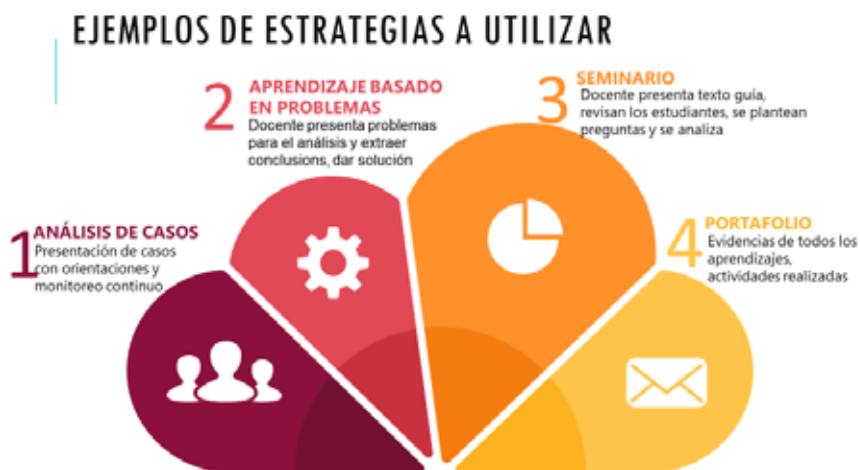 EJEMPLOS DE ESTRATEGIAS A UTILIZAR
1
ANÁLISIS DE CASOS
Presentación de casos
con orientaciones y
monitoreo continuo
2
APRENDIZAJE BASADO
EN PROBLEMAS
Docente presenta problemas
para el análisis y extraer
conclusions, dar solución
3
SEMINARIO
Docente presenta texto guía,
revisan los estudiantes, se plantean
preguntas y se analiza
4
PORTAFOLIO
Evidencias de todos los
aprendizajes,
actividades realizadas